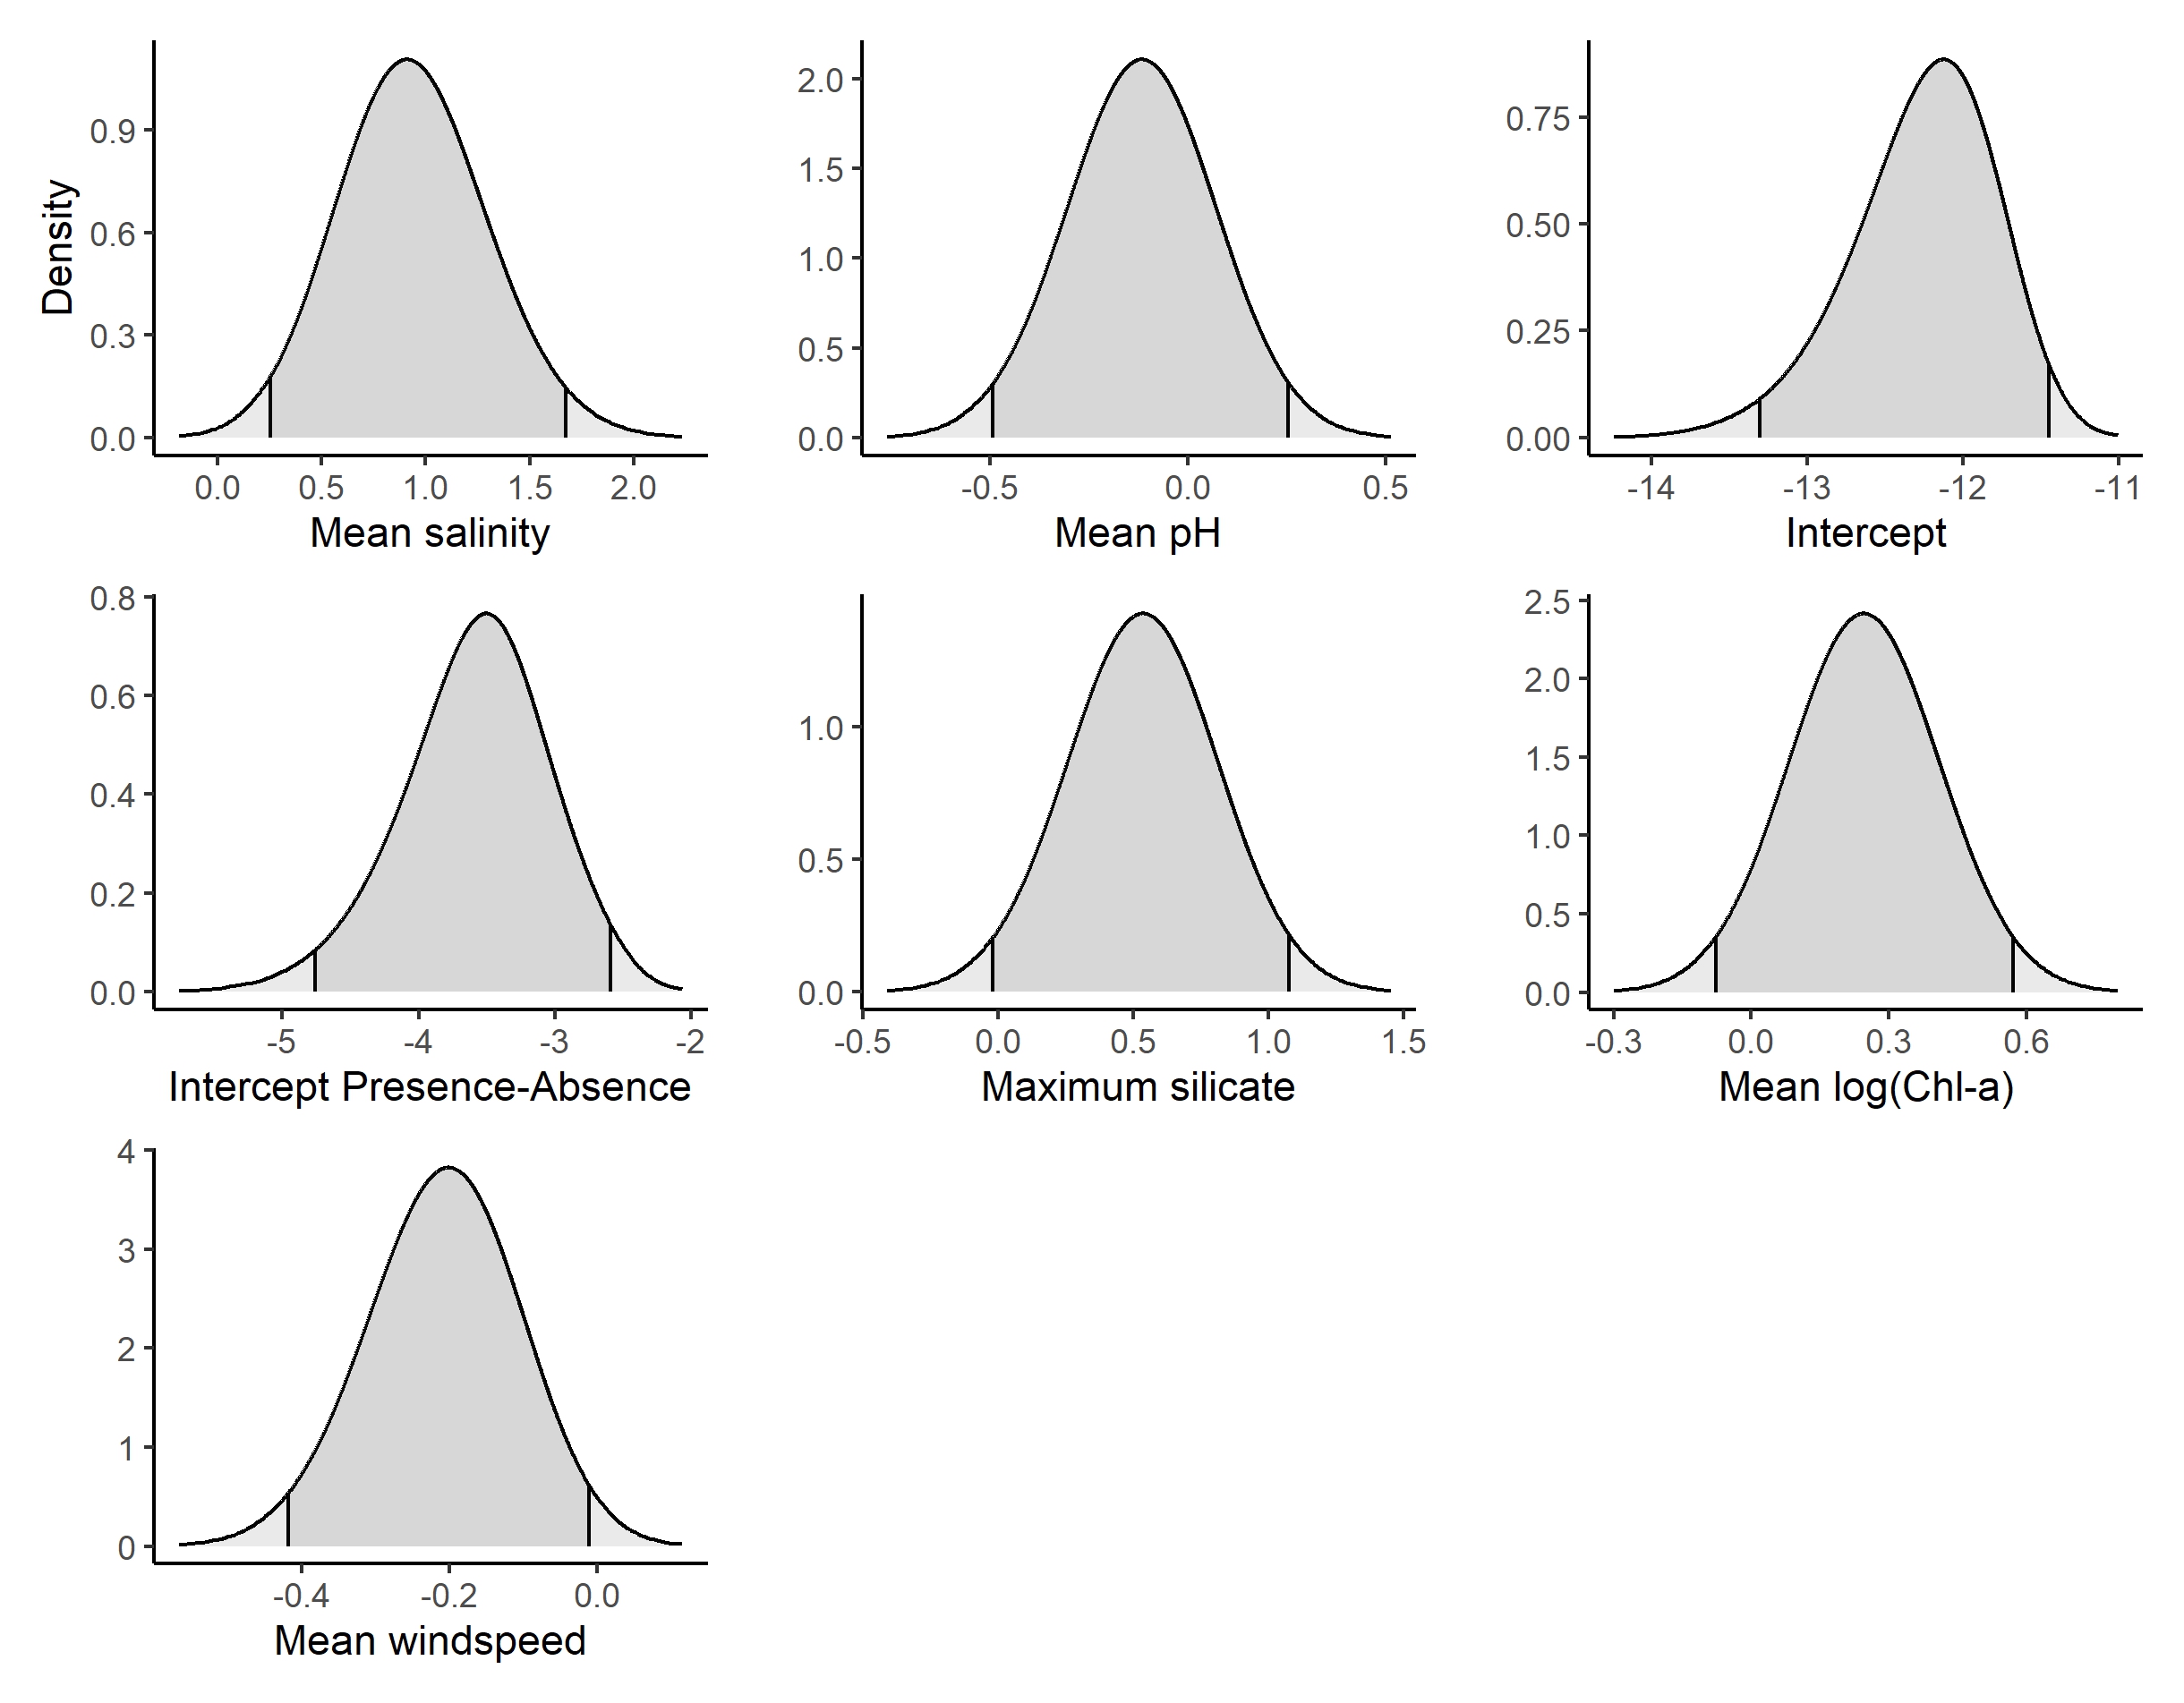 Density
0.9
0.6
0.3
0.0
0.0 0.5 1.0 1.5 2.0
Mean salinity
2.0
1.5
1.0
0.5
0.0
-0.5 0.0 0.5
Mean pH
0.75
0.50
0.25
0.00
-14 -13 -12 -11
Intercept
0.8
0.6
0.4
0.2
0.0
-5 -4 -3 -2
Intercept Presence-Absence
1.0
0.5
0.0
-0.5 0.0 0.5 1.0 1.5
Maximum silicate
2.5
2.0
1.5
1.0
0.5
0.0
-0.3 0.0 0.3 0.6
Mean log(Chl-a)
4
3
2
1
0
-0.4 -0.2 0.0
Mean windspeed